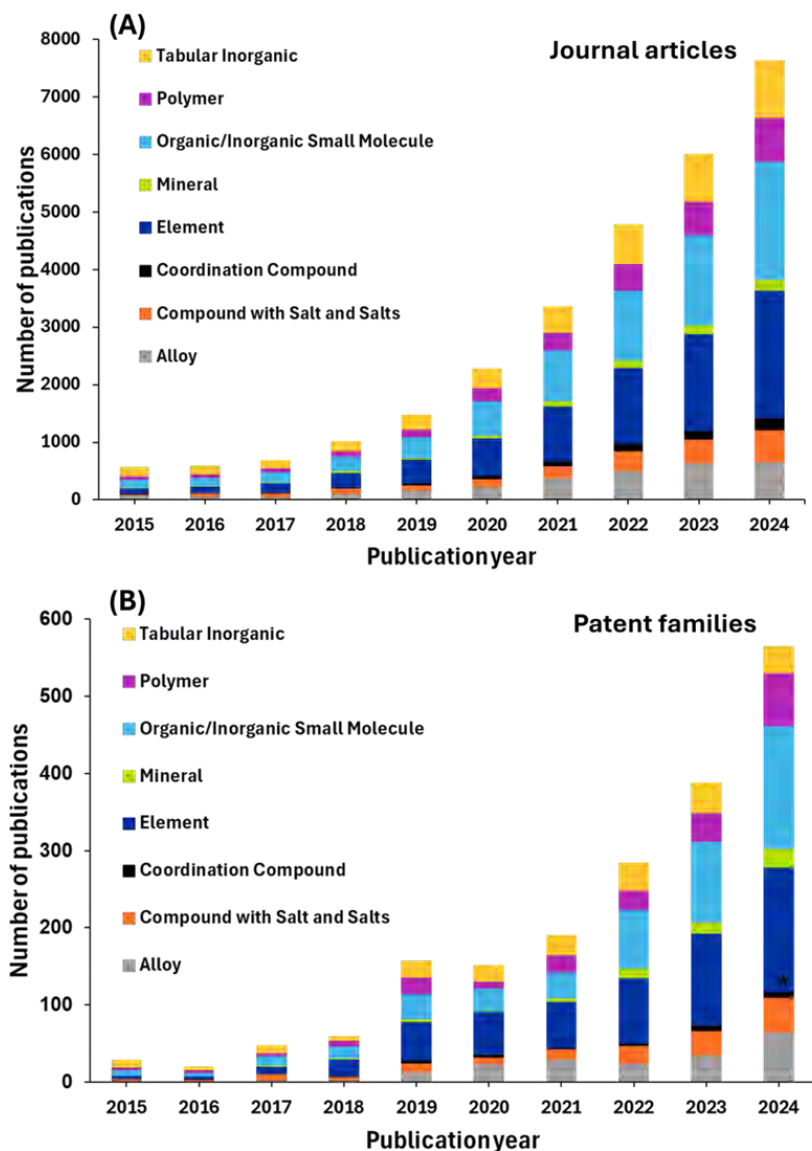 (A)
Journal articles
Number of publications
8000
7000
6000
5000
4000
3000
2000
1000
0
Tabular Inorganic
Polymer
Organic/Inorganic Small Molecule
Mineral
Element
Coordination Compound
Compound with Salt and Salts
Alloy
2015 2016 2017 2018 2019 2020 2021 2022 2023 2024
Publication year
(B)
Patent families
Number of publications
600
500
400
300
200
100
0
Tabular Inorganic
Polymer
Organic/Inorganic Small Molecule
Mineral
Element
Coordination Compound
Compound with Salt and Salts
Alloy
*
2015 2016 2017 2018 2019 2020 2021 2022 2023 2024
Publication year